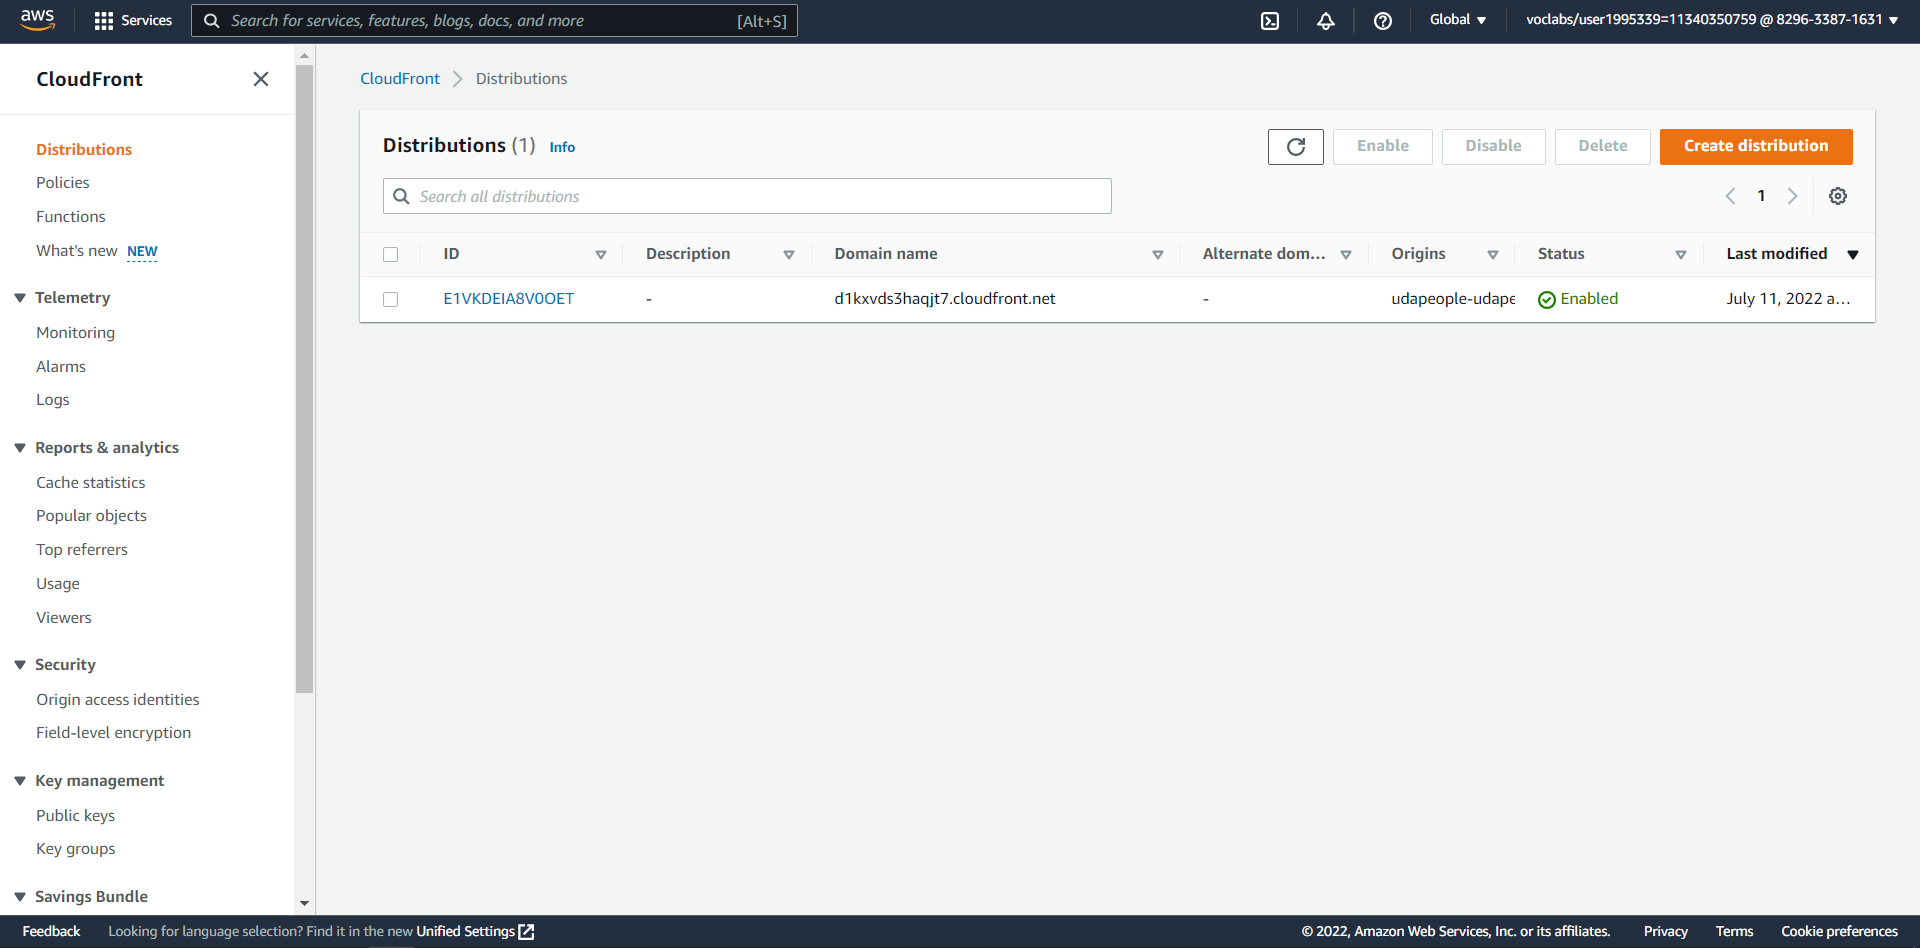 aws
Services
Search for services, features, blogs, docs, and more
[Alt+S]
Global
voclabs/user1995339=11340350759 @ 8296-3387-1631
CloudFront
Distributions
Policies
Functions
What's new NEW
Telemetry
Monitoring
Alarms
Logs
Reports & analytics
Cache statistics
Popular objects
Top referrers
Usage
Viewers
Security
Origin access identities
Field-level encryption
Key management
Public keys
Key groups
Savings Bundle
CloudFront Distributions
Distributions (1) Info
Enable
Disable
Delete
Create distribution
Search all distributions
1
ID Description Domain name Alternate dom... Origins Status Last modified
E1VKDEIA8V0OET - d1kxvds3haqjt7.cloudfront.net - udapeople-udape Enabled July 11, 2022 a...
Feedback
Looking for language selection? Find it in the new Unified Settings
© 2022, Amazon Web Services, Inc. or its affiliates.
Privacy
Terms
Cookie preferences